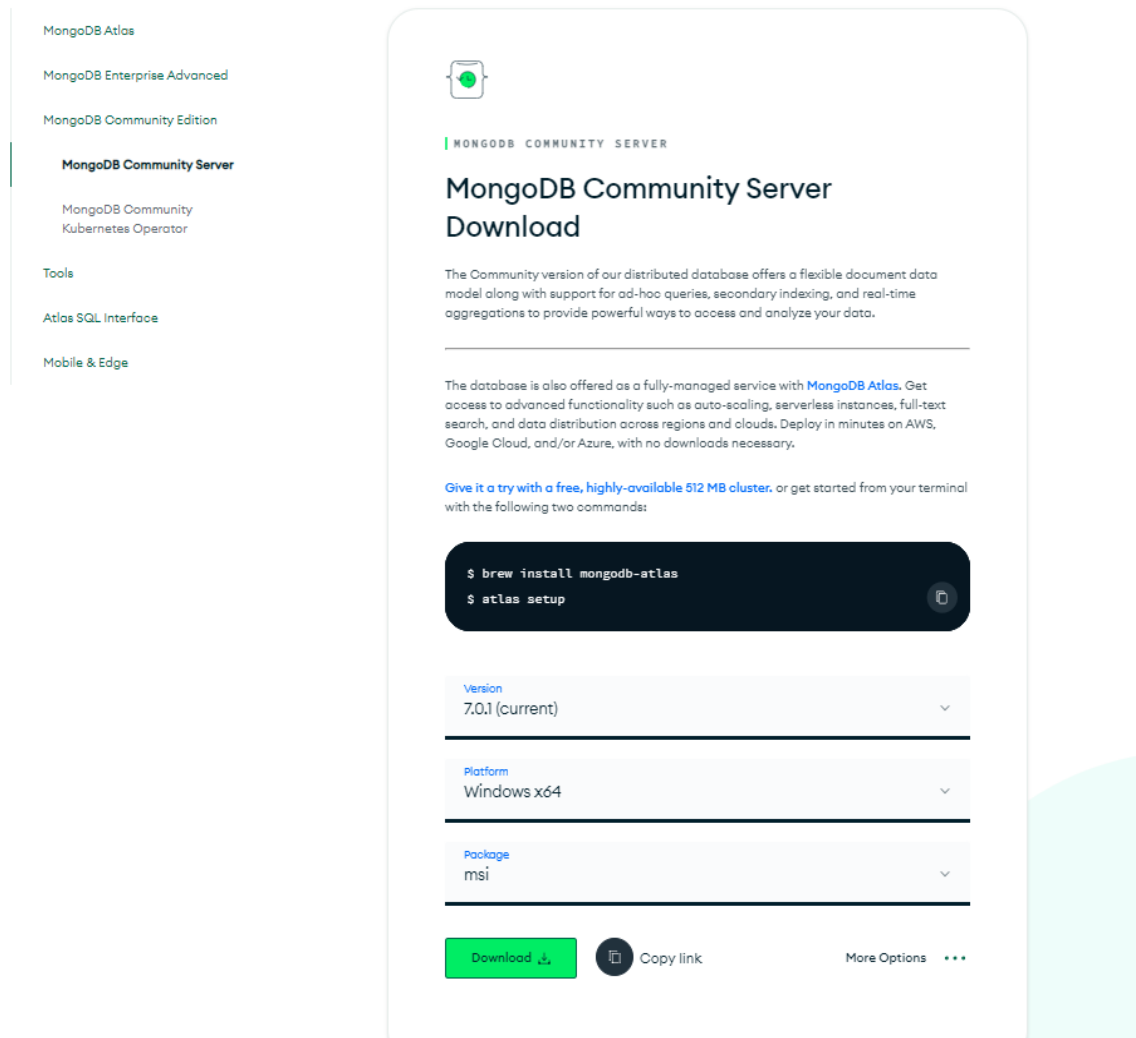 MongoDB Atlas
MongoDB Enterprise Advanced
MongoDB Community Edition
MongoDB Community Server
MongoDB Community
Kubernetes Operator
Tools
Atlas SQL Interface
Mobile & Edge
MONGODB COMMUNITY SERVER
MongoDB Community Server
Download
The Community version of our distributed database offers a flexible document data
model along with support for ad-hoc queries, secondary indexing, and real-time
aggregations to provide powerful ways to access and analyze your data.
The database is also offered as a fully-managed service with MongoDB Atlas. Get
access to advanced functionality such as auto-scaling, serverless instances, full-text
search, and data distribution across regions and clouds. Deploy in minutes on AWS,
Google Cloud, and/or Azure, with no downloads necessary.
Give it a try with a free, highly-available 512 MB cluster. or get started from your terminal
with the following two commands:
$ brew install mongodb-atlas
$ atlas setup
Version
7.0.1 (current)
Platform
Windows x64
Package
msi
Download
Copy link
More Options